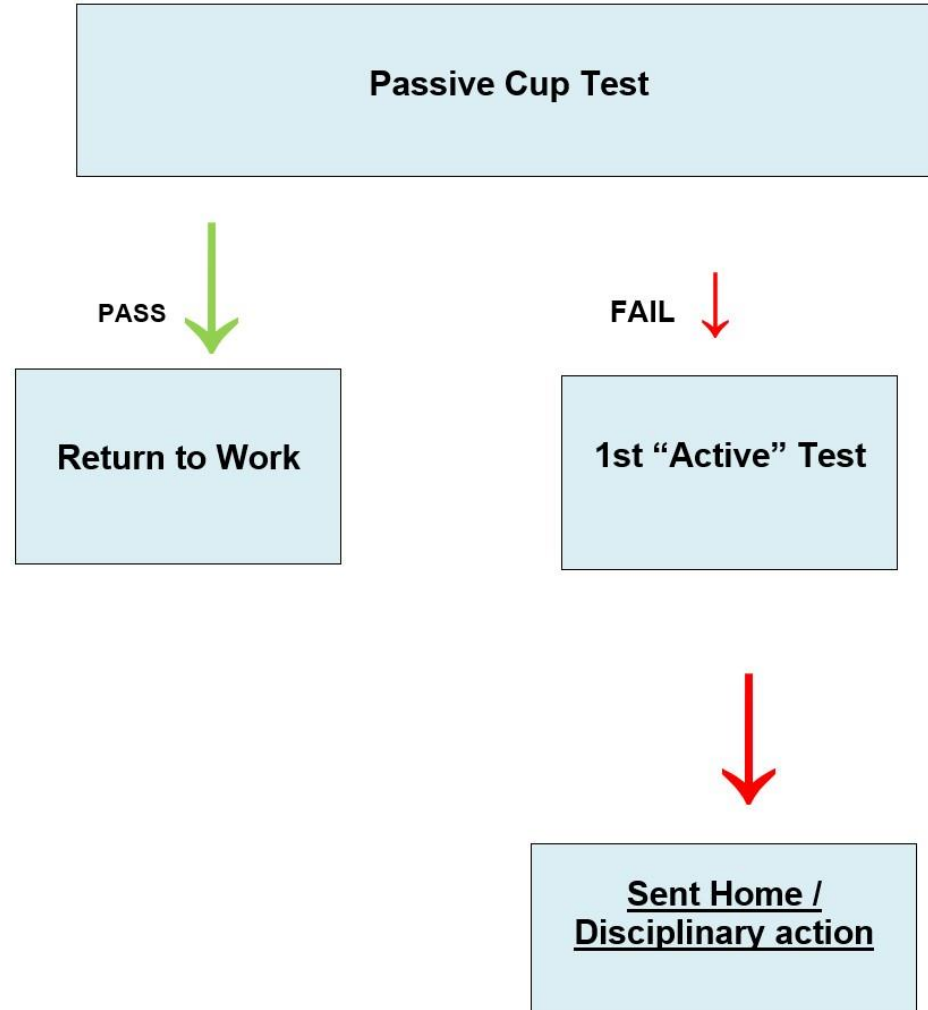 Passive Cup Test
PASS
FAIL
Return to Work
1st “Active” Test
Sent Home /
Disciplinary action